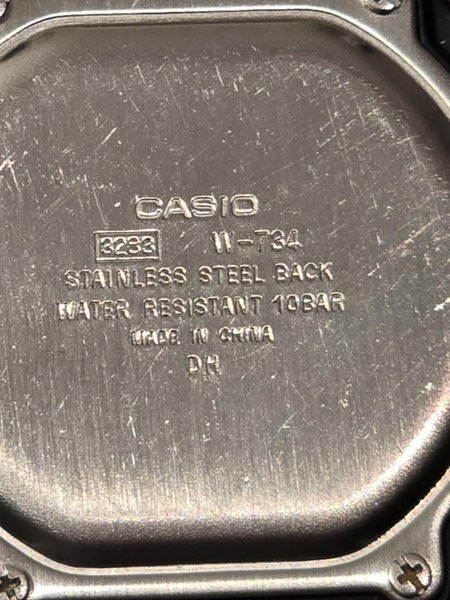 CASIO
3283 W-734
STAINLESS STEEL BACK
WATER RESISTANT 10BAR
MADE IN CHINA
DH